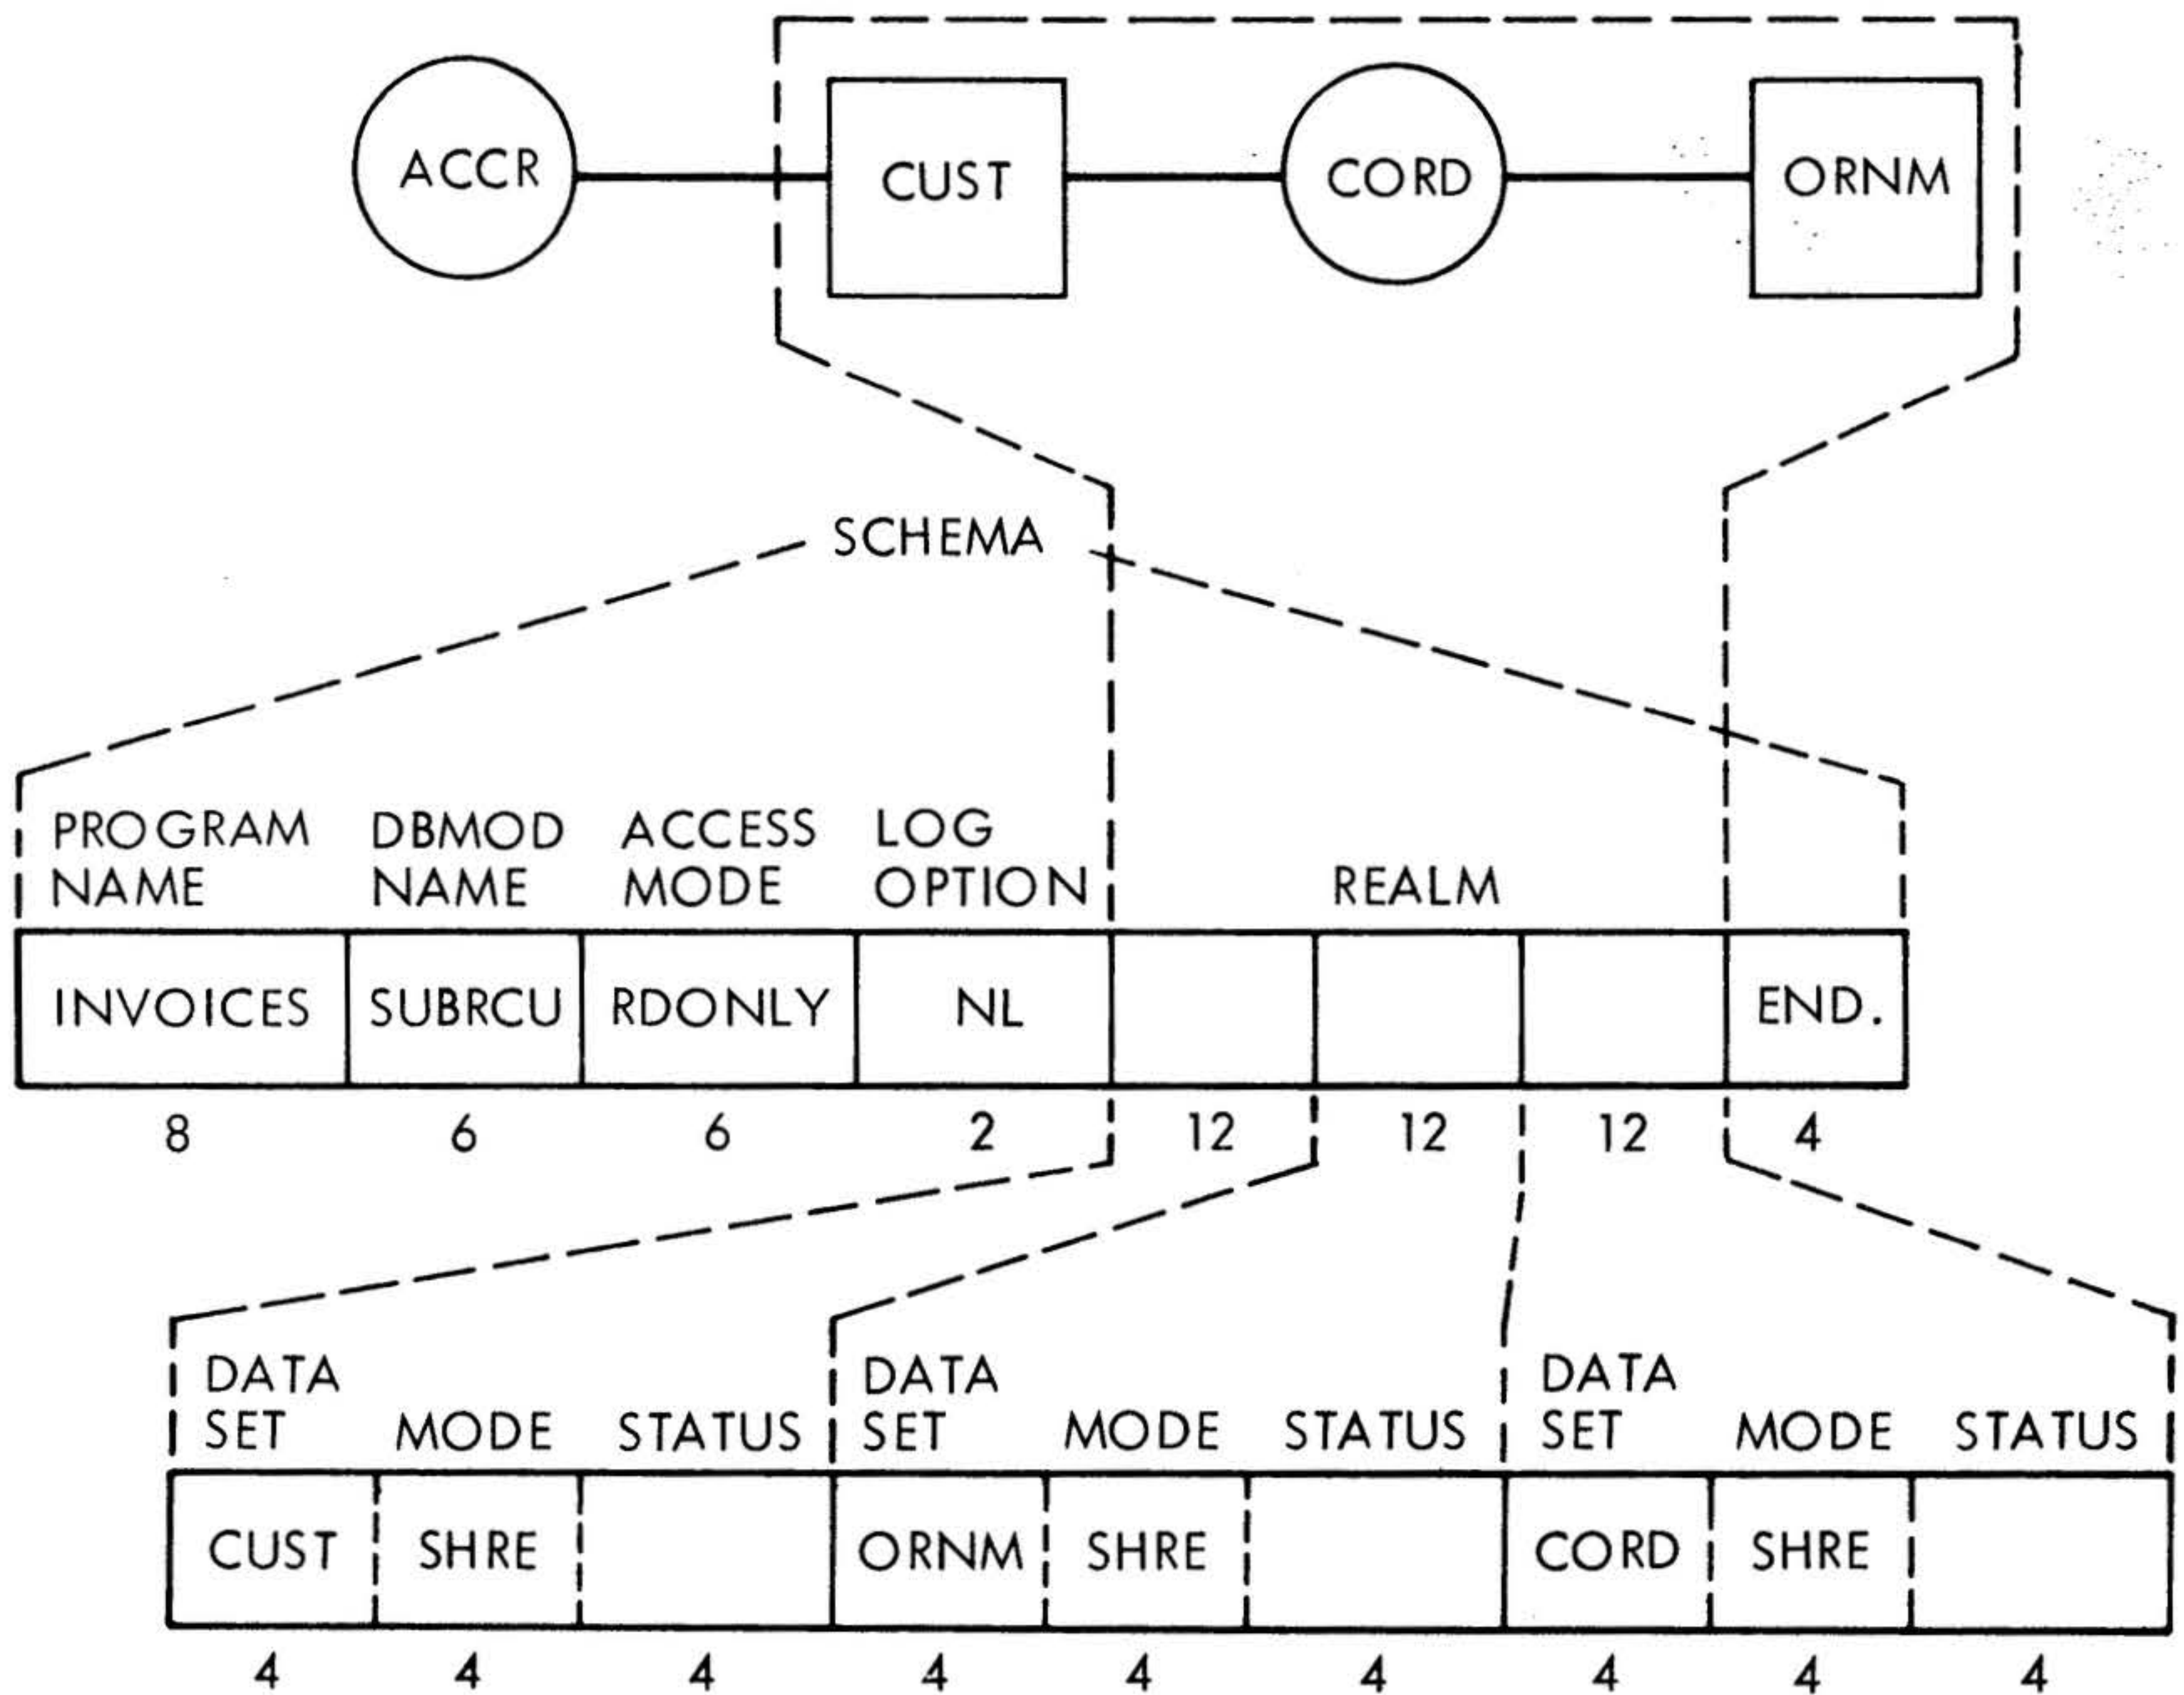 ACCR CUST CORD ORNM
SCHEMA
PROGRAM DBMOD ACCESS LOG
NAME NAME MODE OPTION REALM
INVOICES SUBRCU RDONLY NL END.
8 6 6 2 12 12 12 4
DATA DATA DATA
SET MODE STATUS SET MODE STATUS SET MODE STATUS
CUST SHRE ORNM SHRE CORD SHRE
4 4 4 4 4 4 4 4 4